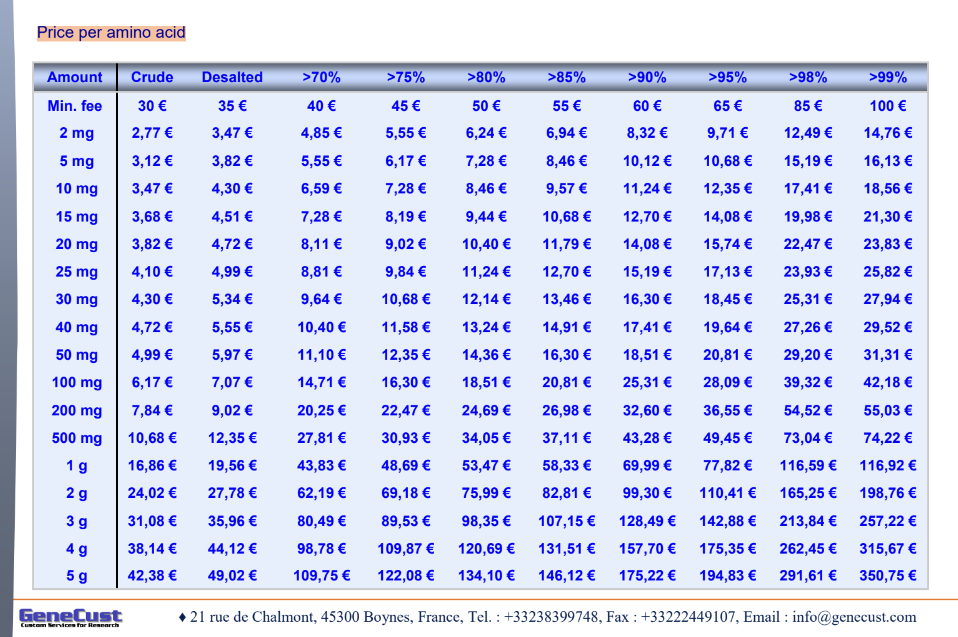 Price per amino acid
Amount Crude Desalted >70% >75% >80% >85% >90% >95% >98% >99%
Min. fee 30 € 35 € 40 € 45 € 50 € 55 € 60 € 65 € 85 € 100 €
2 mg 2,77 € 3,47 € 4,85 € 5,55 € 6,24 € 6,94 € 8,32 € 9,71 € 12,49 € 14,76 €
5 mg 3,12 € 3,82 € 5,55 € 6,17 € 7,28 € 8,46 € 10,12 € 10,68 € 15,19 € 16,13 €
10 mg 3,47 € 4,30 € 6,59 € 7,28 € 8,46 € 9,57 € 11,24 € 12,35 € 17,41 € 18,56 €
15 mg 3,68 € 4,51 € 7,28 € 8,19 € 9,44 € 10,68 € 12,70 € 14,08 € 19,98 € 21,30 €
20 mg 3,82 € 4,72 € 8,11 € 9,02 € 10,40 € 11,79 € 14,08 € 15,74 € 22,47 € 23,83 €
25 mg 4,10 € 4,99 € 8,81 € 9,84 € 11,24 € 12,70 € 15,19 € 17,13 € 23,93 € 25,82 €
30 mg 4,30 € 5,34 € 9,64 € 10,68 € 12,14 € 13,46 € 16,30 € 18,45 € 25,31 € 27,94 €
40 mg 4,72 € 5,55 € 10,40 € 11,58 € 13,24 € 14,91 € 17,41 € 19,64 € 27,26 € 29,52 €
50 mg 4,99 € 5,97 € 11,10 € 12,35 € 14,36 € 16,30 € 18,51 € 20,81 € 29,20 € 31,31 €
100 mg 6,17 € 7,07 € 14,71 € 16,30 € 18,51 € 20,81 € 25,31 € 28,09 € 39,32 € 42,18 €
200 mg 7,84 € 9,02 € 20,25 € 22,47 € 24,69 € 26,98 € 32,60 € 36,55 € 54,52 € 55,03 €
500 mg 10,68 € 12,35 € 27,81 € 30,93 € 34,05 € 37,11 € 43,28 € 49,45 € 73,04 € 74,22 €
1 g 16,86 € 19,56 € 43,83 € 48,69 € 53,47 € 58,33 € 69,99 € 77,82 € 116,59 € 116,92 €
2 g 24,02 € 27,78 € 62,19 € 69,18 € 75,99 € 82,81 € 99,30 € 110,41 € 165,25 € 198,76 €
3 g 31,08 € 35,96 € 80,49 € 89,53 € 98,35 € 107,15 € 128,49 € 142,88 € 213,84 € 257,22 €
4 g 38,14 € 44,12 € 98,78 € 109,87 € 120,69 € 131,51 € 157,70 € 175,35 € 262,45 € 315,67 €
5 g 42,38 € 49,02 € 109,75 € 122,08 € 134,10 € 146,12 € 175,22 € 194,83 € 291,61 € 350,75 €
GeneCust
Custom Services for Research
♦ 21 rue de Chalmont, 45300 Boynes, France, Tel. : +33238399748, Fax : +33222449107, Email : info@genecust.com